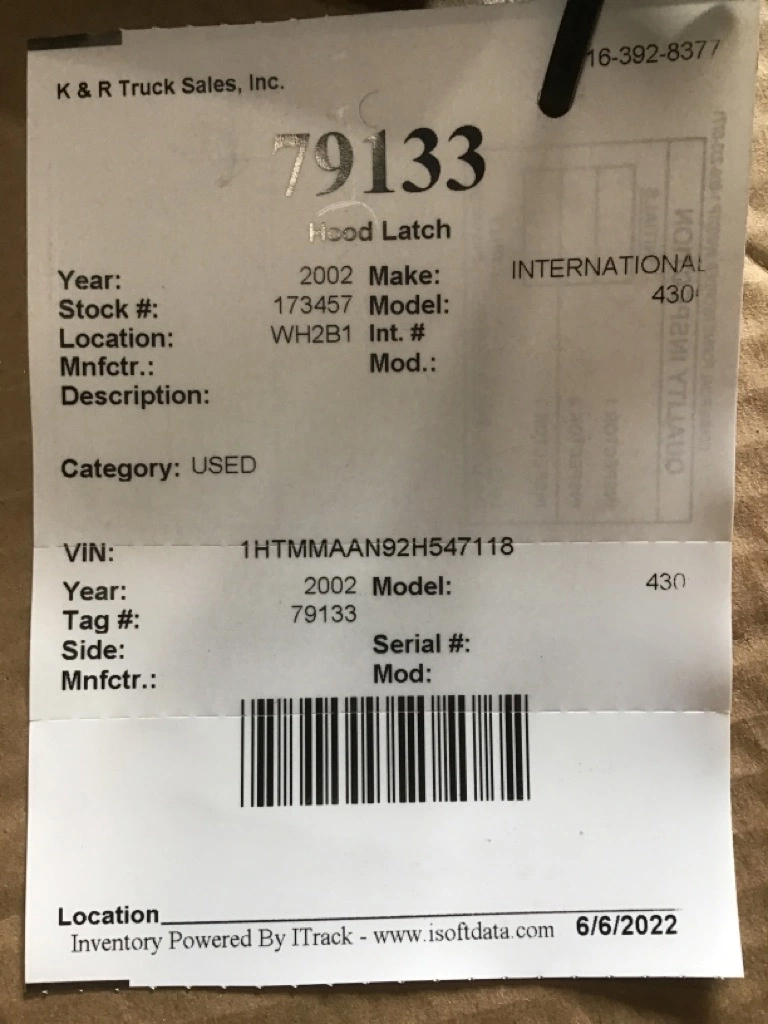 K & R Truck Sales, Inc. 16-392-8377
79133
Hood Latch
Year: 2002 Make: INTERNATIONAL
Stock #: 173457 Model: 430
Location: WH2B1 Int. #
Mnfctr.: Mod.:
Description:
Category: USED
VIN: 1HTMMAAN92H547118
Year: 2002 Model: 430
Tag #: 79133
Side: Serial #:
Mnfctr.: Mod:
Location
Inventory Powered By ITrack - www.isoftdata.com 6/6/2022
QUALITY INSPECTION